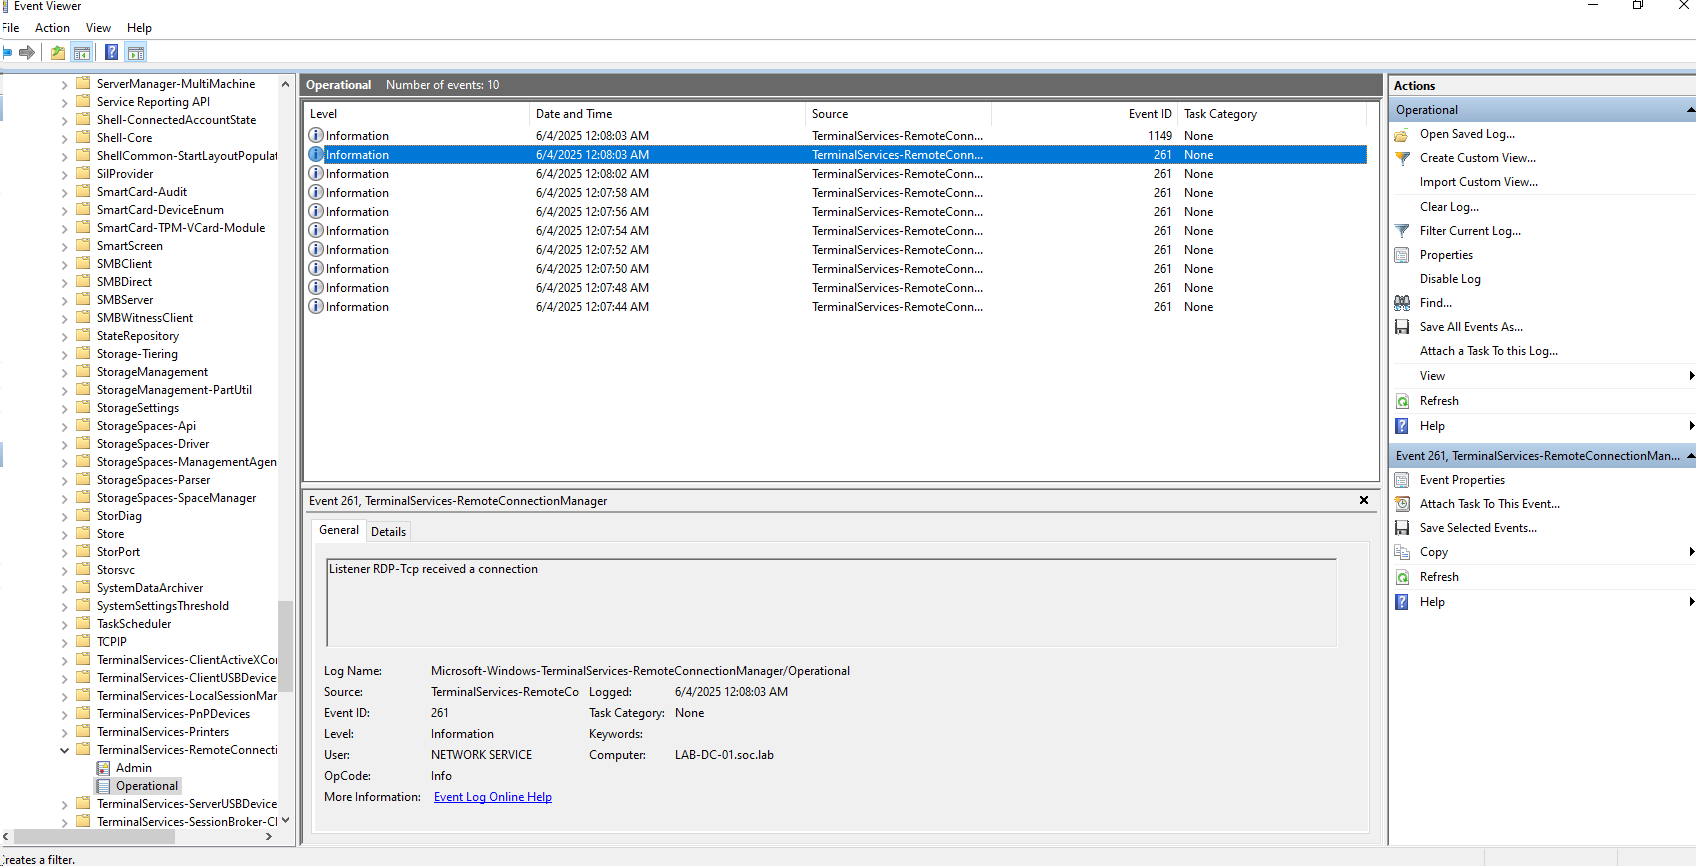 Event Viewer
File Action View Help
ServerManager-MultiMachine
Service Reporting API
Shell-ConnectedAccountState
Shell-Core
ShellCommon-StartLayoutPopulat
SilProvider
SmartCard-Audit
SmartCard-DeviceEnum
SmartCard-TPM-VCard-Module
SmartScreen
SMBClient
SMBDirect
SMBServer
SMBWitnessClient
StateRepository
Storage-Tiering
StorageManagement
StorageManagement-PartUtil
StorageSettings
StorageSpaces-Api
StorageSpaces-Driver
StorageSpaces-ManagementAgen
StorageSpaces-Parser
StorageSpaces-SpaceManager
StorDiag
Store
StorPort
Storsvc
SystemDataArchiver
SystemSettingsThreshold
TaskScheduler
TCPIP
TerminalServices-ClientActiveXCo
TerminalServices-ClientUSBDevice
TerminalServices-LocalSessionMar
TerminalServices-PnPDevices
TerminalServices-Printers
TerminalServices-RemoteConnecti
Admin
Operational
TerminalServices-ServerUSBDevice
TerminalServices-SessionBroker-Cl
Operational Number of events: 10
Level Date and Time Source Event ID Task Category
Information 6/4/2025 12:08:03 AM TerminalServices-RemoteConn... 1149 None
Information 6/4/2025 12:08:03 AM TerminalServices-RemoteConn... 261 None
Information 6/4/2025 12:08:02 AM TerminalServices-RemoteConn... 261 None
Information 6/4/2025 12:07:58 AM TerminalServices-RemoteConn... 261 None
Information 6/4/2025 12:07:56 AM TerminalServices-RemoteConn... 261 None
Information 6/4/2025 12:07:54 AM TerminalServices-RemoteConn... 261 None
Information 6/4/2025 12:07:52 AM TerminalServices-RemoteConn... 261 None
Information 6/4/2025 12:07:50 AM TerminalServices-RemoteConn... 261 None
Information 6/4/2025 12:07:48 AM TerminalServices-RemoteConn... 261 None
Information 6/4/2025 12:07:44 AM TerminalServices-RemoteConn... 261 None
Event 261, TerminalServices-RemoteConnectionManager
General Details
Listener RDP-Tcp received a connection
Log Name: Microsoft-Windows-TerminalServices-RemoteConnectionManager/Operational
Source: TerminalServices-RemoteCo Logged: 6/4/2025 12:08:03 AM
Event ID: 261 Task Category: None
Level: Information Keywords:
User: NETWORK SERVICE Computer: LAB-DC-01.soc.lab
OpCode: Info
More Information: Event Log Online Help
Actions
Operational
Open Saved Log...
Create Custom View...
Import Custom View...
Clear Log...
Filter Current Log...
Properties
Disable Log
Find...
Save All Events As...
Attach a Task To this Log...
View
Refresh
Help
Event 261, TerminalServices-RemoteConnectionMan...
Event Properties
Attach Task To This Event...
Save Selected Events...
Copy
Refresh
Help
reates a filter.